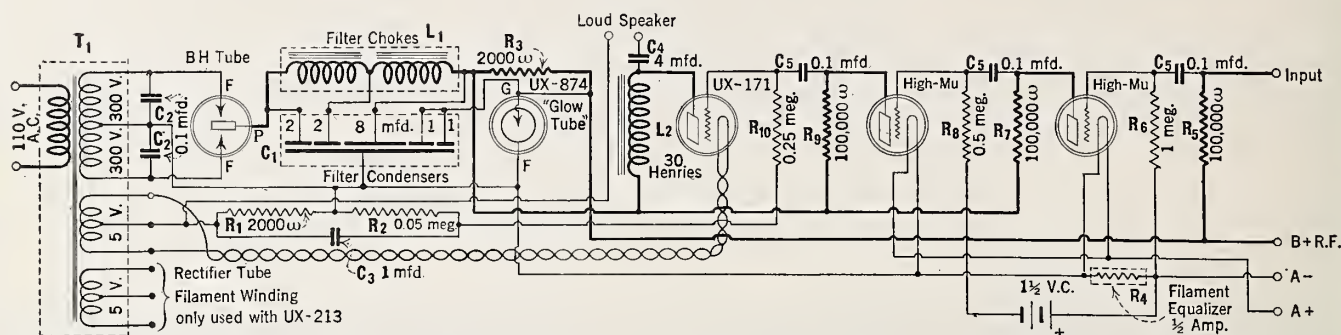 T1
110 V. A.C.
300 V.
300 V.
C2
C2
0.1 mfd.
BH Tube
F
F
P
Filter Chokes L1
C1
2 2 8 mfd. 1 1
Filter Condensers
R3
2000 ω
UX-874
G
"Glow Tube"
F
Loud Speaker
C4
4 mfd.
L2
30 Henries
UX-171
C5 0.1 mfd.
R10
0.25 meg.
R9
100,000 ω
High-Mu
C5 0.1 mfd.
R8
0.5 meg.
R7
100,000 ω
High-Mu
C5 0.1 mfd.
R6
1 meg.
R5
100,000 ω
Input
5 V.
R1 2000 ω
R2 0.05 meg.
C3 1 mfd.
5 V.
Rectifier Tube
Filament Winding
only used with UX-213
B+R.F.
A-
A+
R4
Filament
Equalizer
½ Amp.
1½ V.C.
+